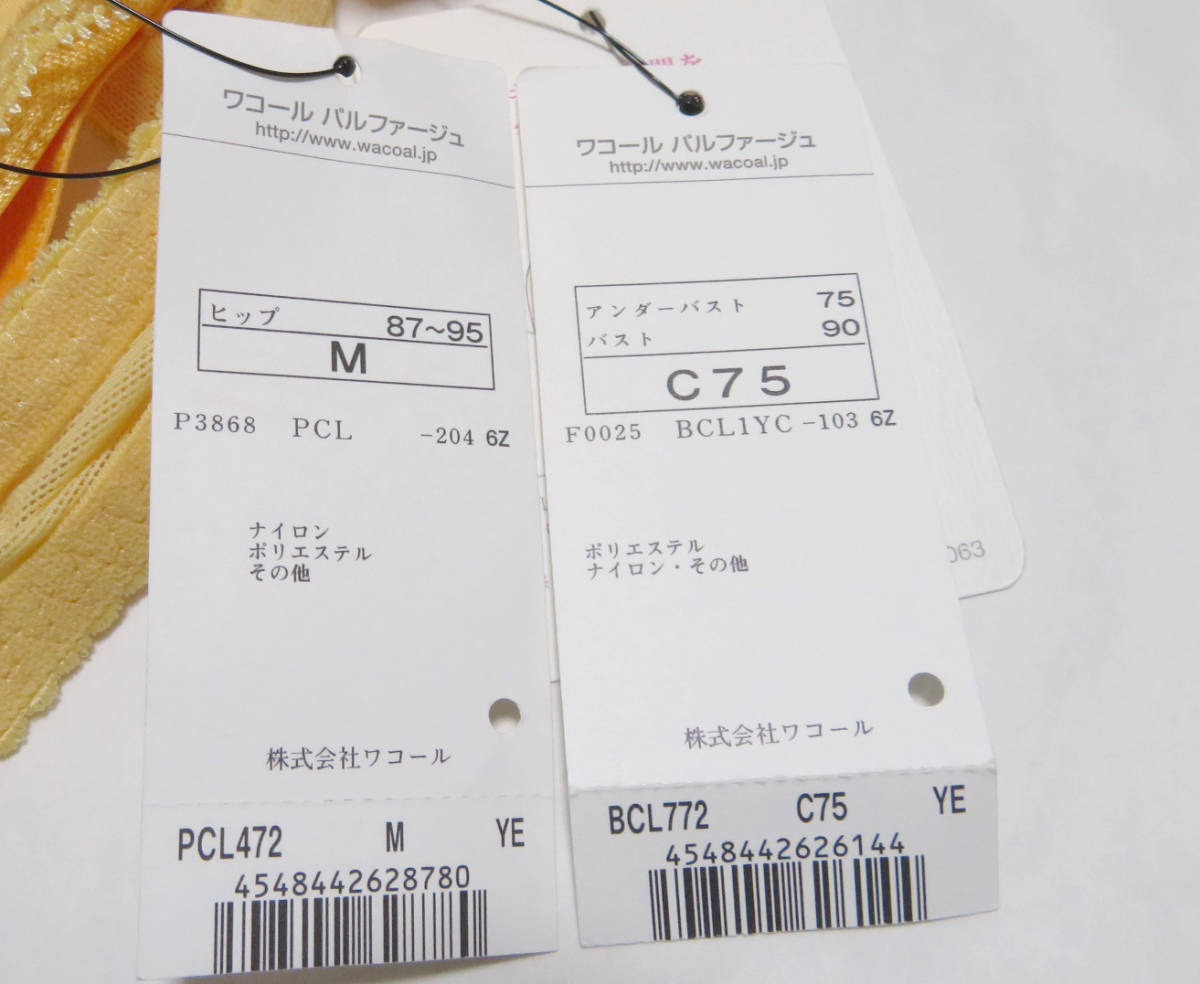 ワコール パルファージュ
http://www.wacoal.jp
ヒップ 87~95
M
P3868 PCL -204 6Z
ナイロン
ポリエステル
その他
株式会社ワコール
PCL472 M YE
4548442628780
ワコール パルファージュ
http://www.wacoal.jp
アンダーバスト 75
バスト 90
C75
F0025 BCL1YC -103 6Z
ポリエステル
ナイロン・その他
株式会社ワコール
BCL772 C75 YE
4548442626144
063